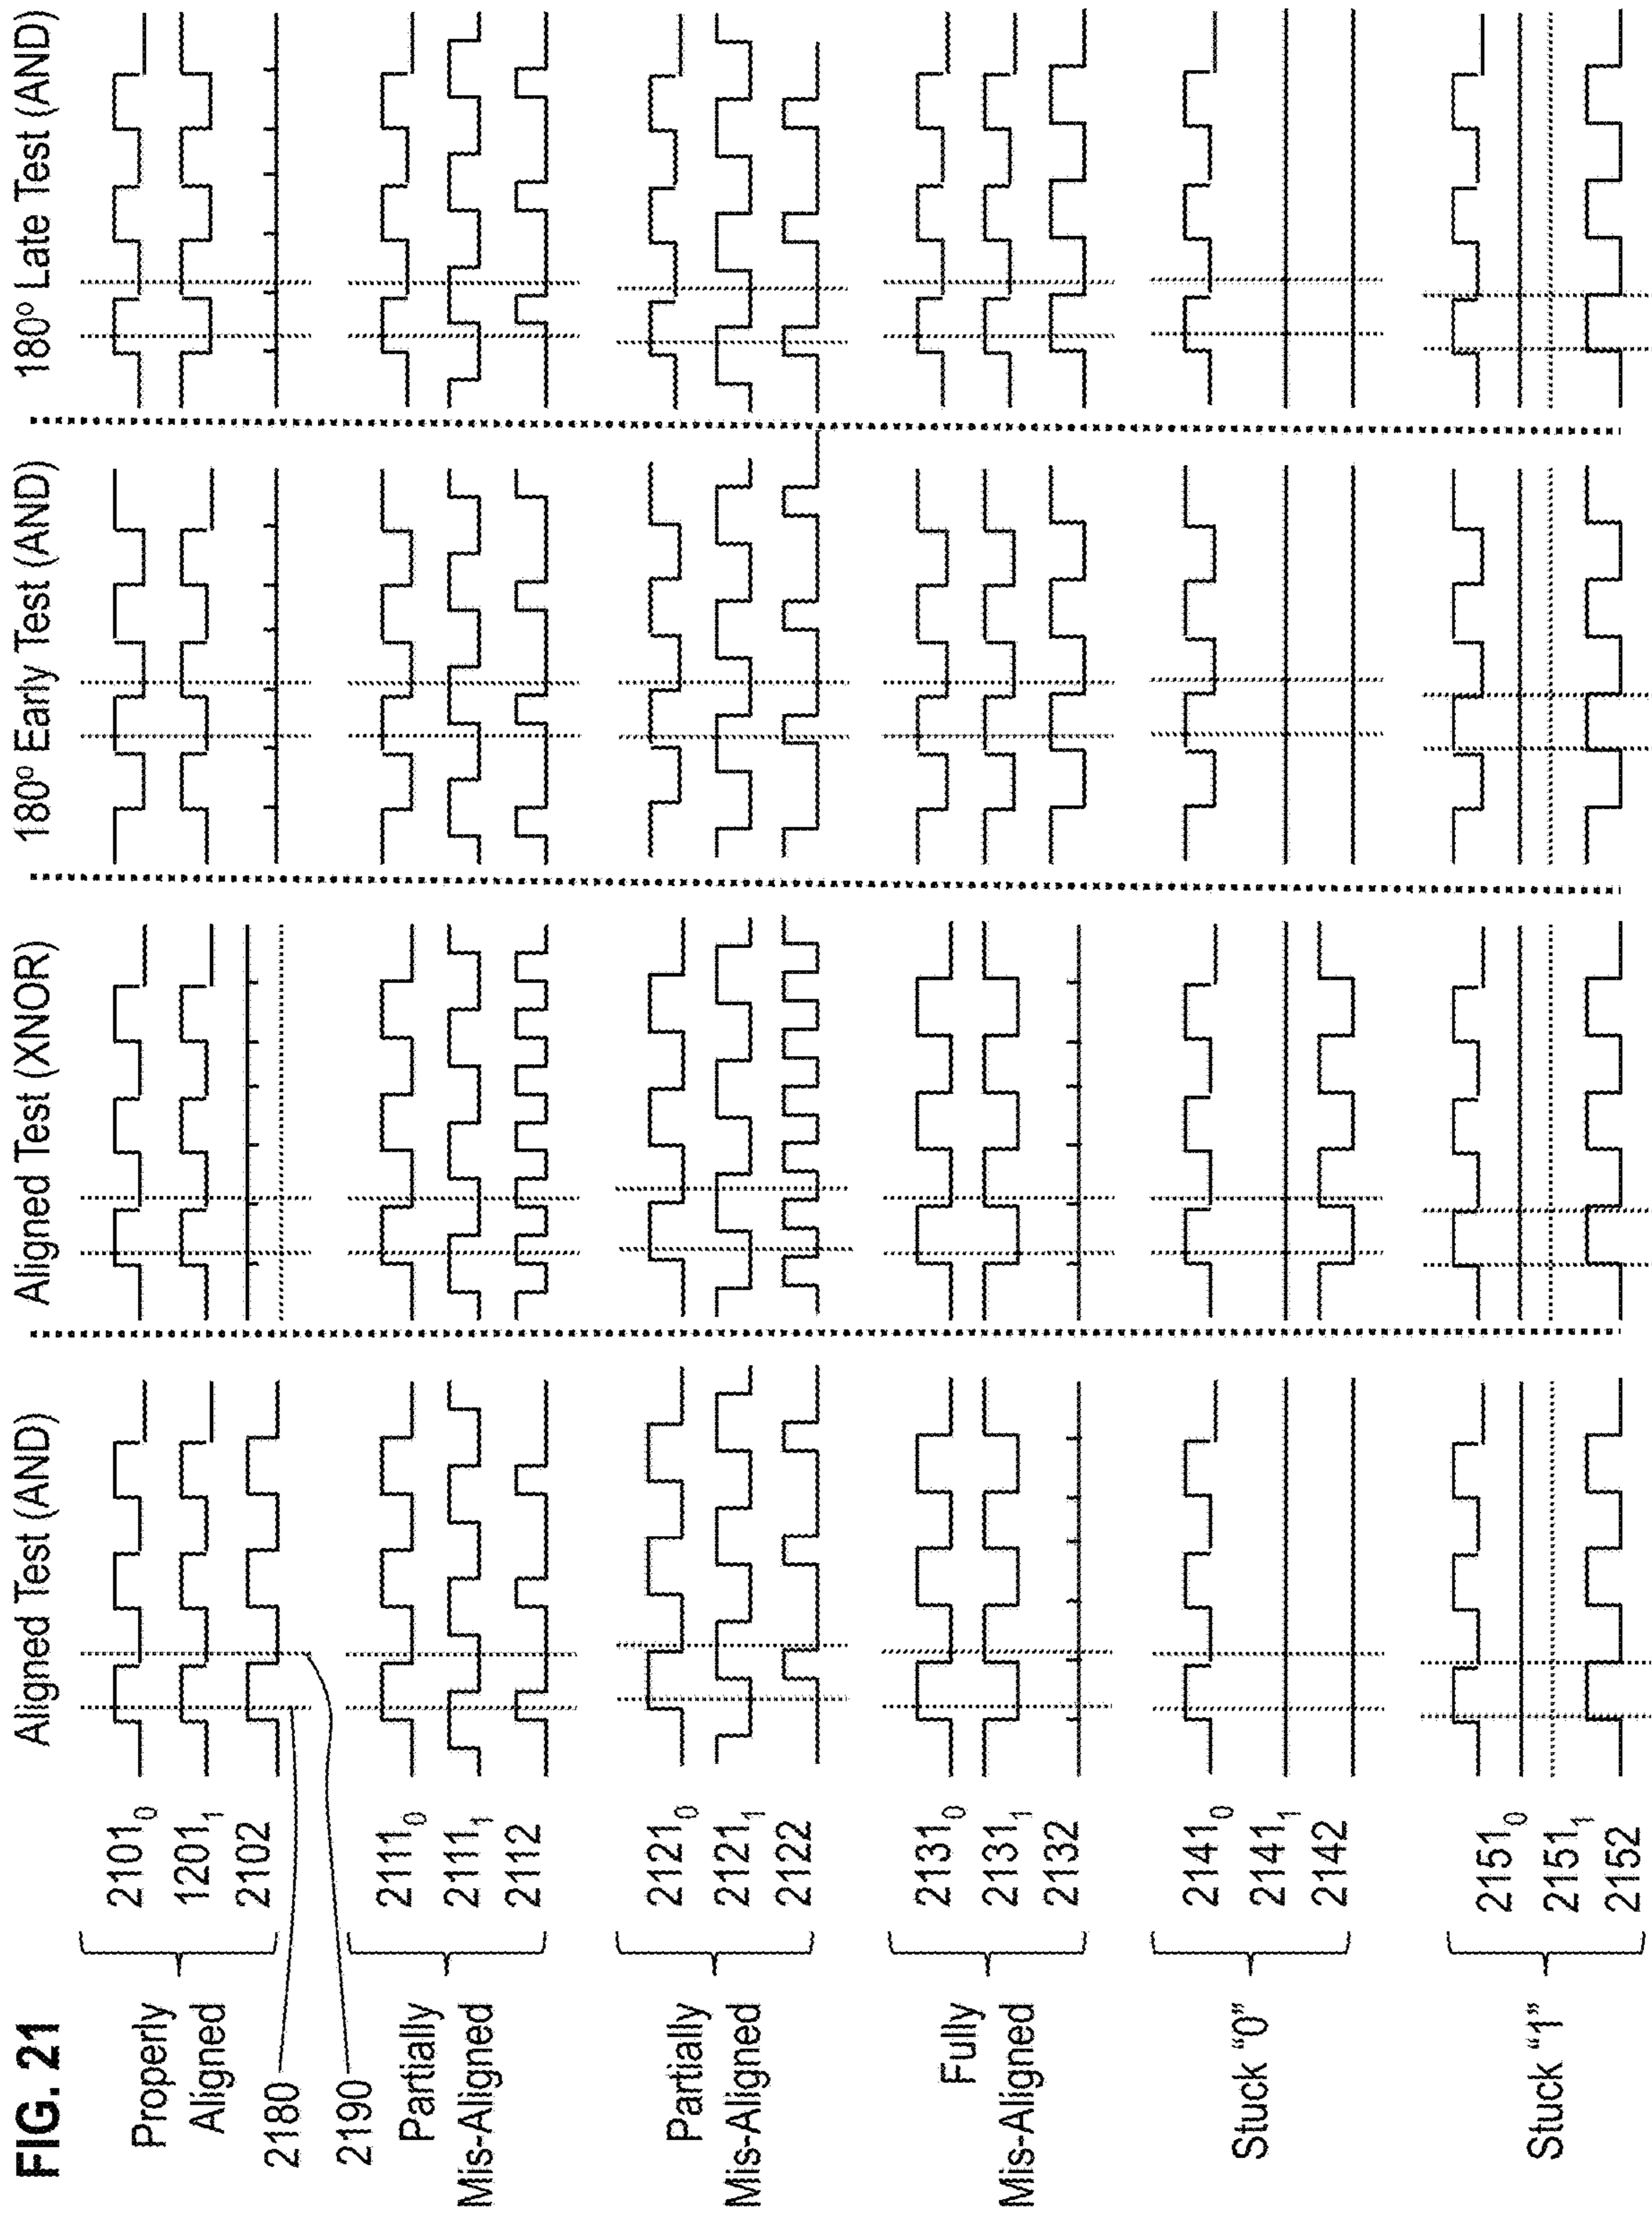 FIG. 21
Aligned Test (AND)
Aligned Test (XNOR)
180º Early Test (AND)
180º Late Test (AND)
Properly
Aligned
2101₀
1201₁
2102
2180
2190
Partially
Mis-Aligned
2111₀
2111₁
2112
Partially
Mis-Aligned
2121₀
2121₁
2122
Fully
Mis-Aligned
2131₀
2131₁
2132
Stuck “0”
2141₀
2141₁
2142
Stuck “1”
2151₀
2151₁
2152